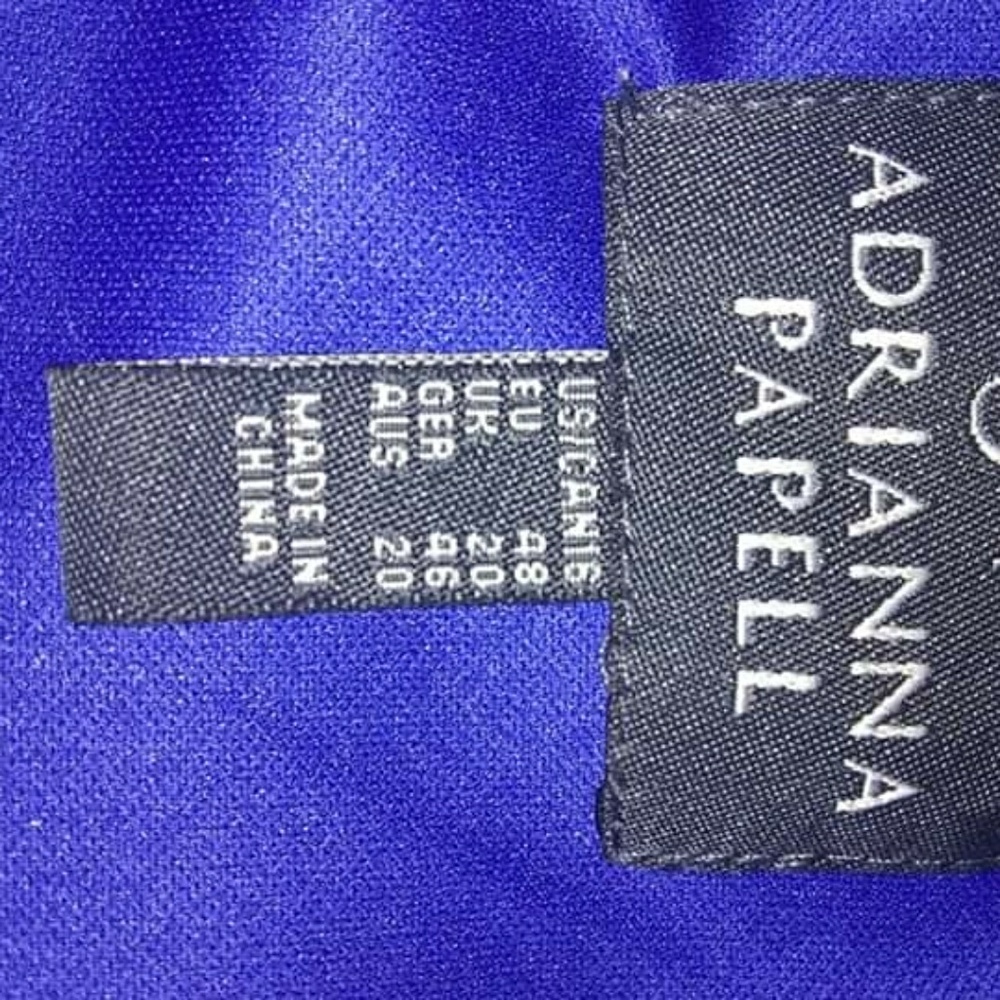 ADRIANNA
PAPELL
US/CAN 16
EU 48
UK 20
GER 46
AUS 20
MADE IN
CHINA